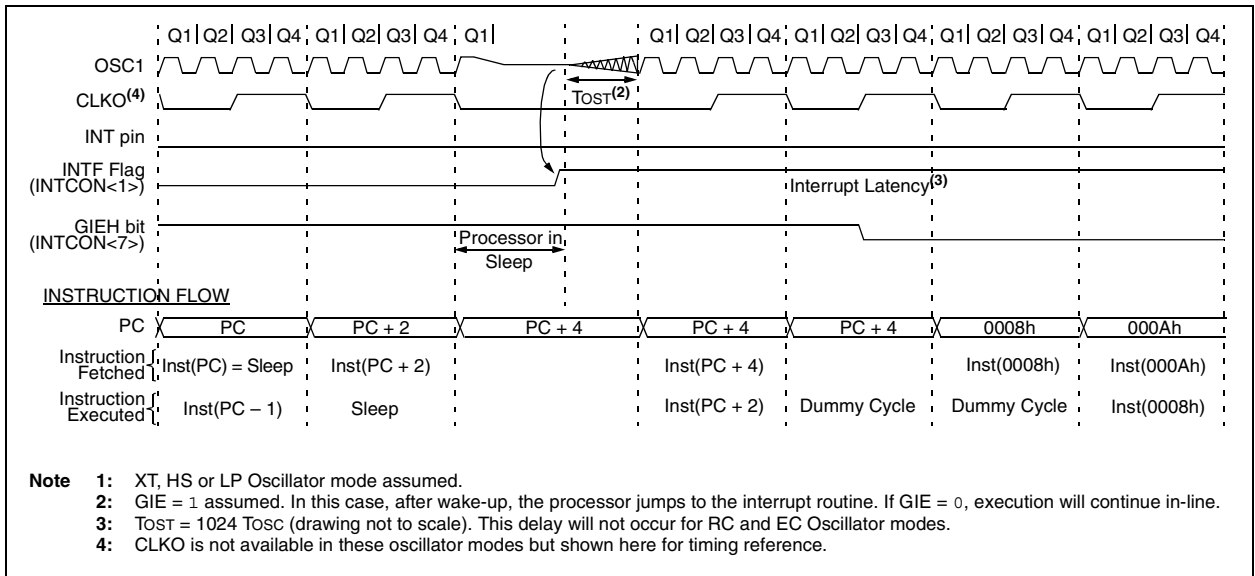 Q1 Q2 Q3 Q4 Q1 Q2 Q3 Q4 Q1 Q1 Q2 Q3 Q4 Q1 Q2 Q3 Q4 Q1 Q2 Q3 Q4 Q1 Q2 Q3 Q4
OSC1
TOST(2)
CLKO(4)
INT pin
INTF Flag
(INTCON<1>)
Interrupt Latency(3)
GIEH bit
(INTCON<7>)
Processor in
Sleep
INSTRUCTION FLOW
PC PC PC + 2 PC + 4 PC + 4 PC + 4 0008h 000Ah
Instruction
Fetched Inst(PC) = Sleep Inst(PC + 2) Inst(PC + 4) Inst(0008h) Inst(000Ah)
Instruction
Executed Inst(PC – 1) Sleep Inst(PC + 2) Dummy Cycle Dummy Cycle Inst(0008h)
Note 1: XT, HS or LP Oscillator mode assumed.
2: GIE = 1 assumed. In this case, after wake-up, the processor jumps to the interrupt routine. If GIE = 0, execution will continue in-line.
3: TOST = 1024 TOSC (drawing not to scale). This delay will not occur for RC and EC Oscillator modes.
4: CLKO is not available in these oscillator modes but shown here for timing reference.